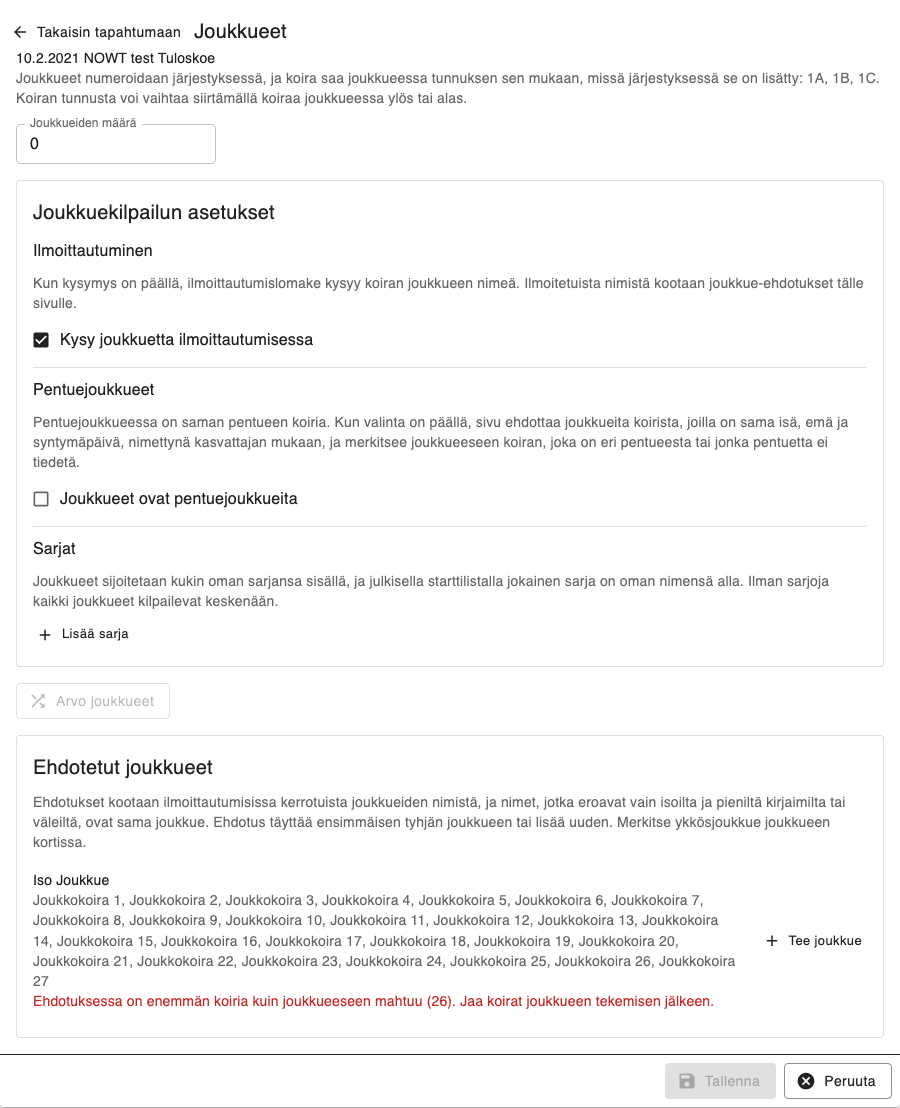 Takaisin tapahtumaan Joukkueet
10.2.2021 NOWT test Tuloskoe
Joukkueet numeroidaan järjestyksessä, ja koira saa joukkueessa tunnuksen sen mukaan, missä järjestyksessä se on lisätty: 1A, 1B, 1C.
Koiran tunnusta voi vaihtaa siirtämällä koiraa joukkueessa ylös tai alas.
Joukkueiden määrä
0
Joukkuekilpailun asetukset
Ilmoittautuminen
Kun kysymys on päällä, ilmoittautumislomake kysyy koiran joukkueen nimeä. Ilmoitetuista nimistä kootaan joukkue-ehdotukset tälle
sivulle.
Kysy joukkuetta ilmoittautumisessa
Pentuejoukkueet
Pentuejoukkueessa on saman pentueen koiria. Kun valinta on päällä, sivu ehdottaa joukkueita koirista, joilla on sama isä, emä ja
syntymäpäivä, nimettynä kasvattajan mukaan, ja merkitsee joukkueeseen koiran, joka on eri pentueesta tai jonka pentuetta ei
tiedetä.
Joukkueet ovat pentuejoukkueita
Sarjat
Joukkueet sijoitetaan kukin oman sarjansa sisällä, ja julkisella starttilistalla jokainen sarja on oman nimensä alla. Ilman sarjoja
kaikki joukkueet kilpailevat keskenään.
Lisää sarja
Arvo joukkueet
Ehdotetut joukkueet
Ehdotukset kootaan ilmoittautumisissa kerrotuista joukkueiden nimistä, ja nimet, jotka eroavat vain isoilta ja pieniltä kirjaimilta tai
väleiltä, ovat sama joukkue. Ehdotus täyttää ensimmäisen tyhjän joukkueen tai lisää uuden. Merkitse ykkösjoukkue joukkueen
kortissa.
Iso Joukkue
Joukkokoira 1, Joukkokoira 2, Joukkokoira 3, Joukkokoira 4, Joukkokoira 5, Joukkokoira 6, Joukkokoira 7,
Joukkokoira 8, Joukkokoira 9, Joukkokoira 10, Joukkokoira 11, Joukkokoira 12, Joukkokoira 13, Joukkokoira
14, Joukkokoira 15, Joukkokoira 16, Joukkokoira 17, Joukkokoira 18, Joukkokoira 19, Joukkokoira 20,
Joukkokoira 21, Joukkokoira 22, Joukkokoira 23, Joukkokoira 24, Joukkokoira 25, Joukkokoira 26, Joukkokoira
27
Ehdotuksessa on enemmän koiria kuin joukkueeseen mahtuu (26). Jaa koirat joukkueen tekemisen jälkeen.
Tee joukkue
Tallenna
Peruuta